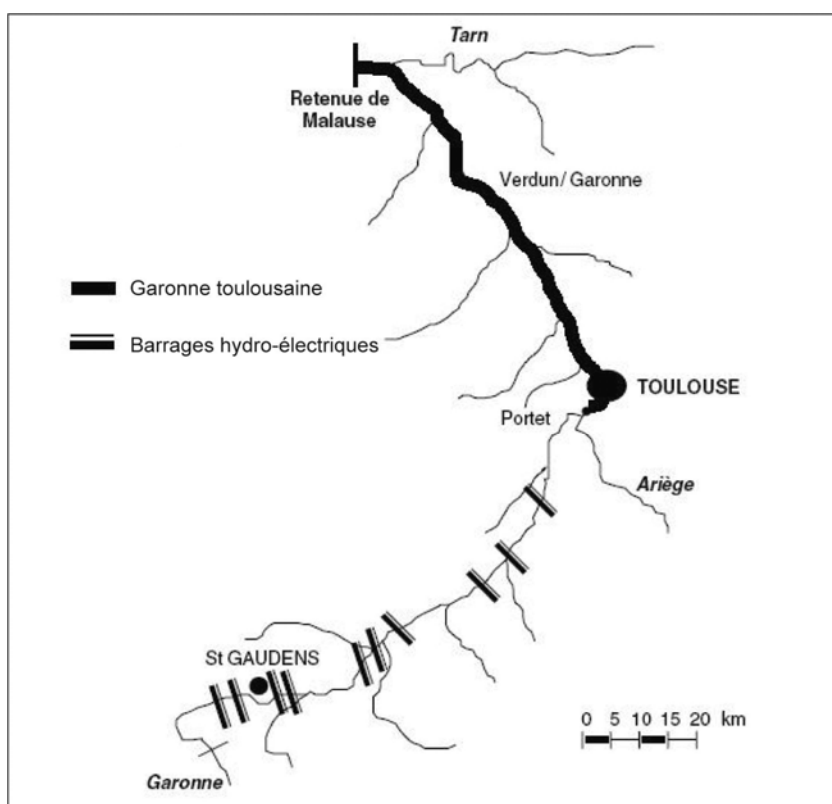 Tarn
Retenue de
Malause
Verdun/Garonne
Garonne toulousaine
Barrages hydro-électriques
TOULOUSE
Portet
Ariège
St GAUDENS
0 5 10 15 20 km
Garonne